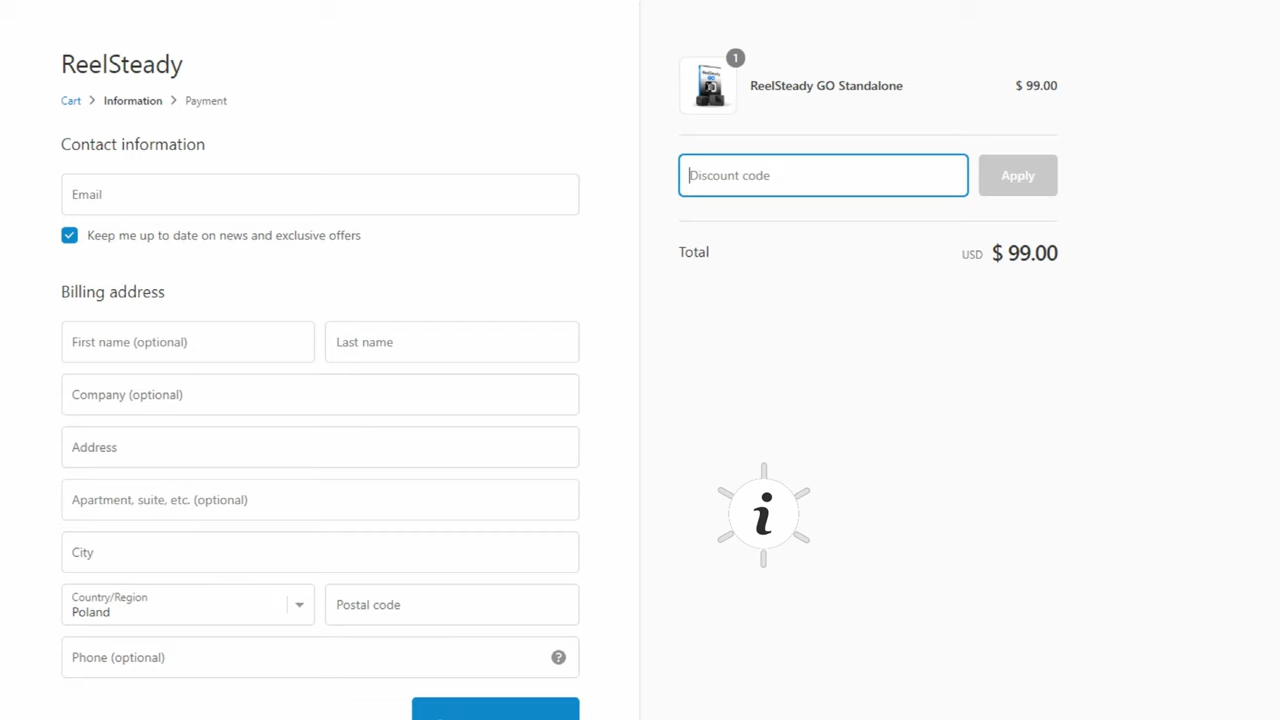 ReelSteady
Cart > Information > Payment
Contact information
Email
Keep me up to date on news and exclusive offers
Billing address
First name (optional) Last name
Company (optional)
Address
Apartment, suite, etc. (optional)
City
Country/Region
Poland
Postal code
Phone (optional) ?
1
ReelSteady GO Standalone $ 99.00
Discount code Apply
Total USD $ 99.00
i